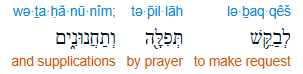 wə·ṯa·ḥă·nū·nîm; tə·p̄il·lāh lə·ḇaq·qêš
לְבַקֵּ֥שׁ תְּפִלָּ֖ה וְתַחֲנוּנִ֑ים
and supplications by prayer to make request